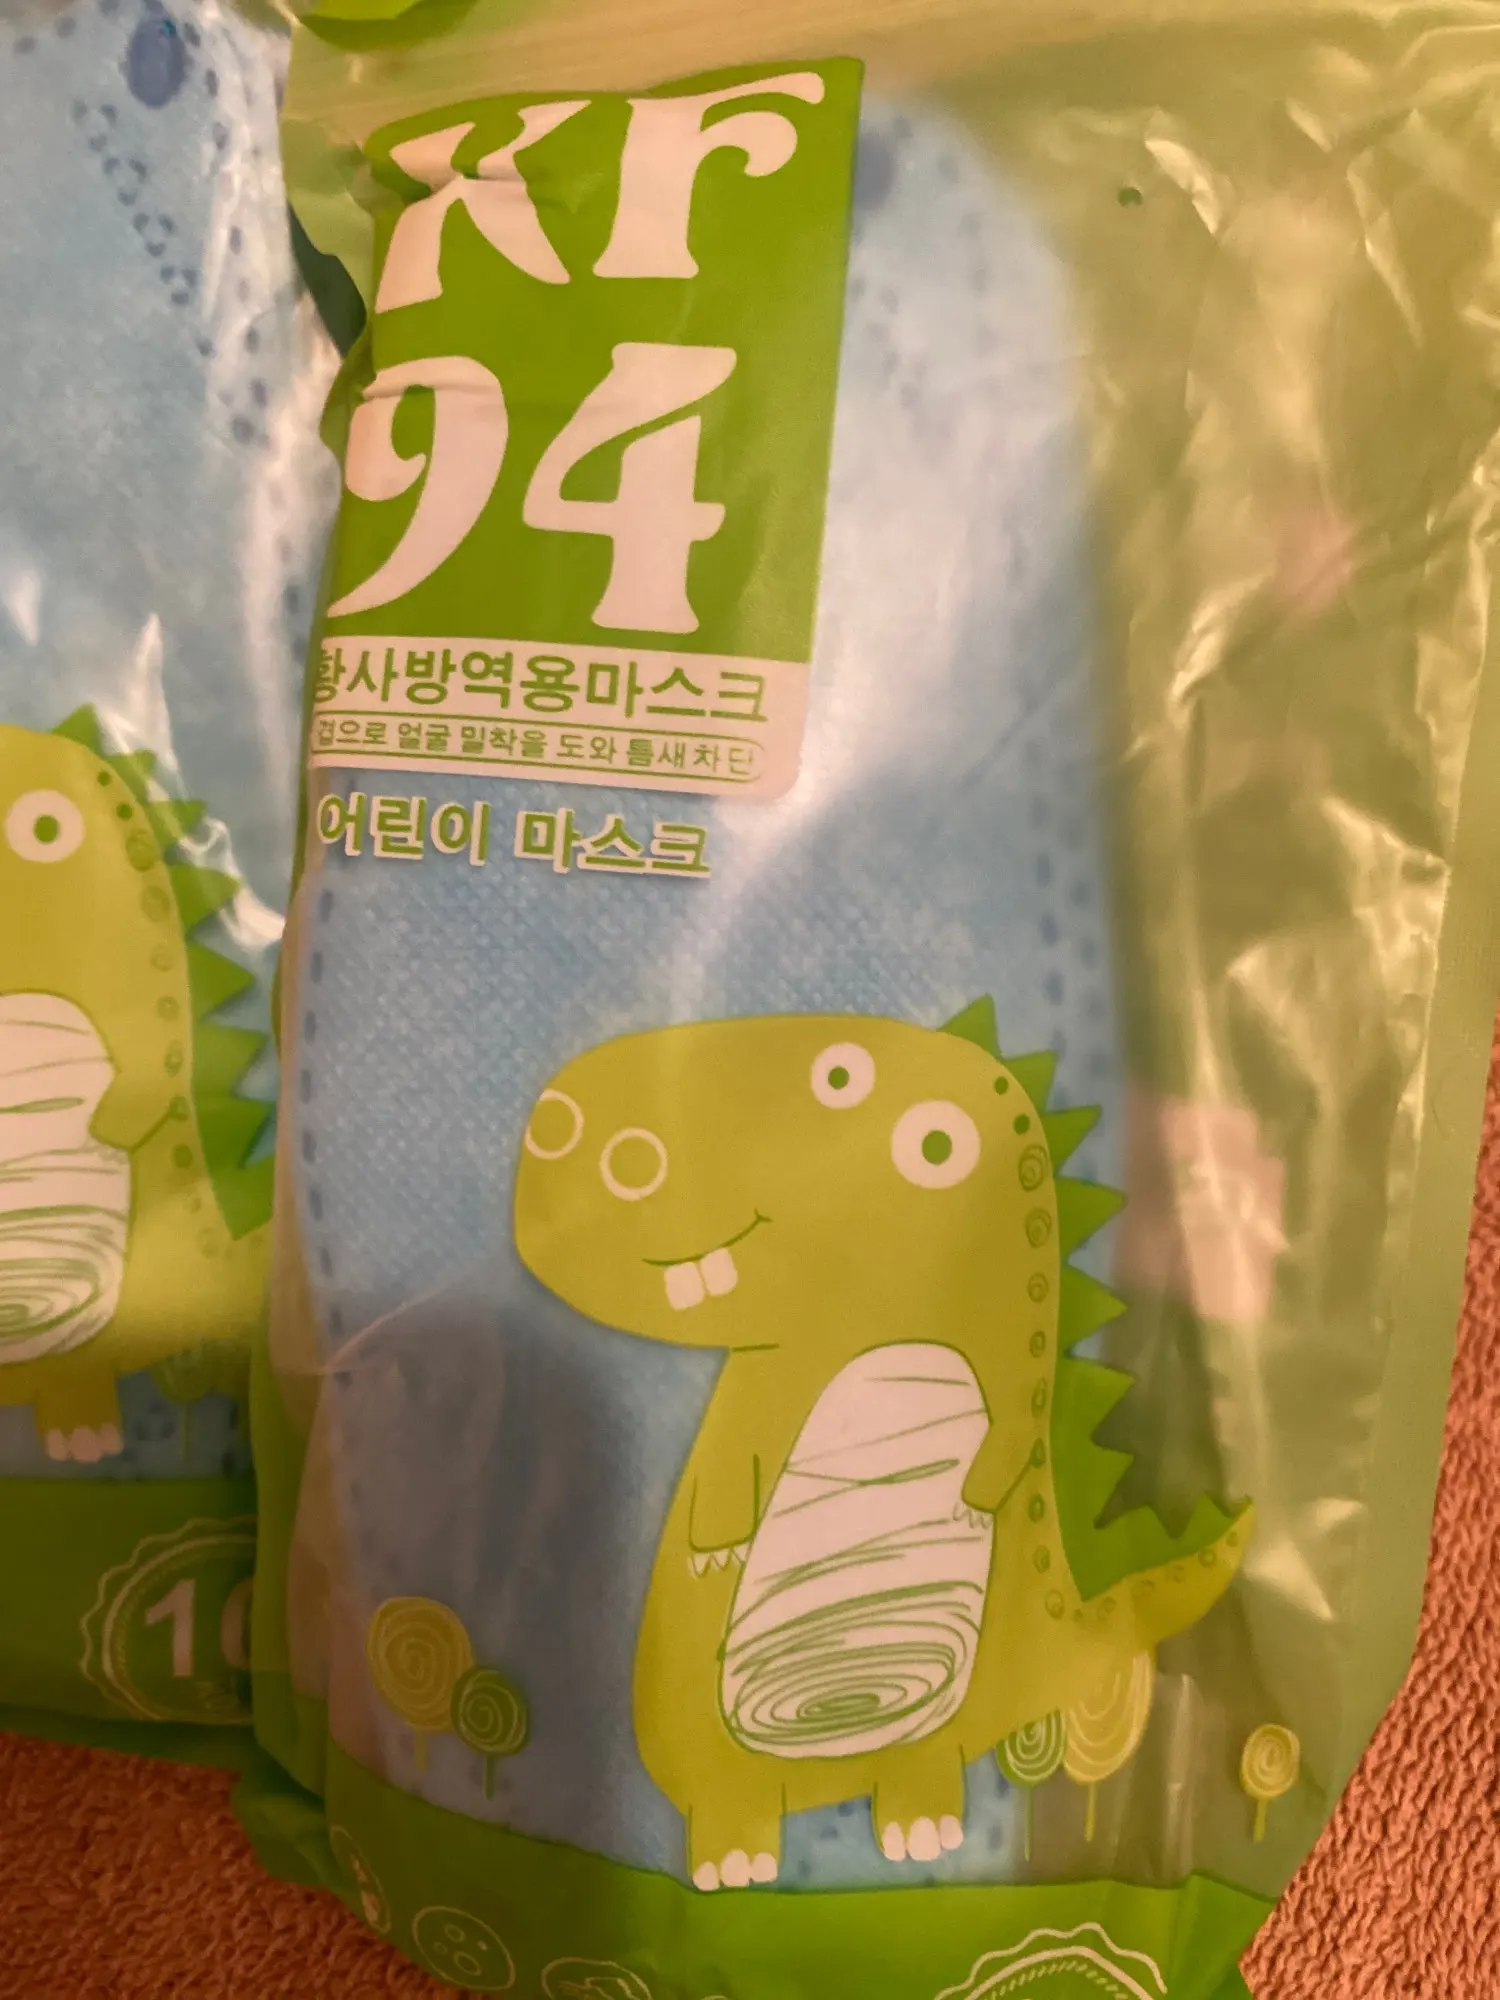 KF
94
황사방역용마스크
겹으로 얼굴 밀착을 도와 틈새차단
어린이 마스크